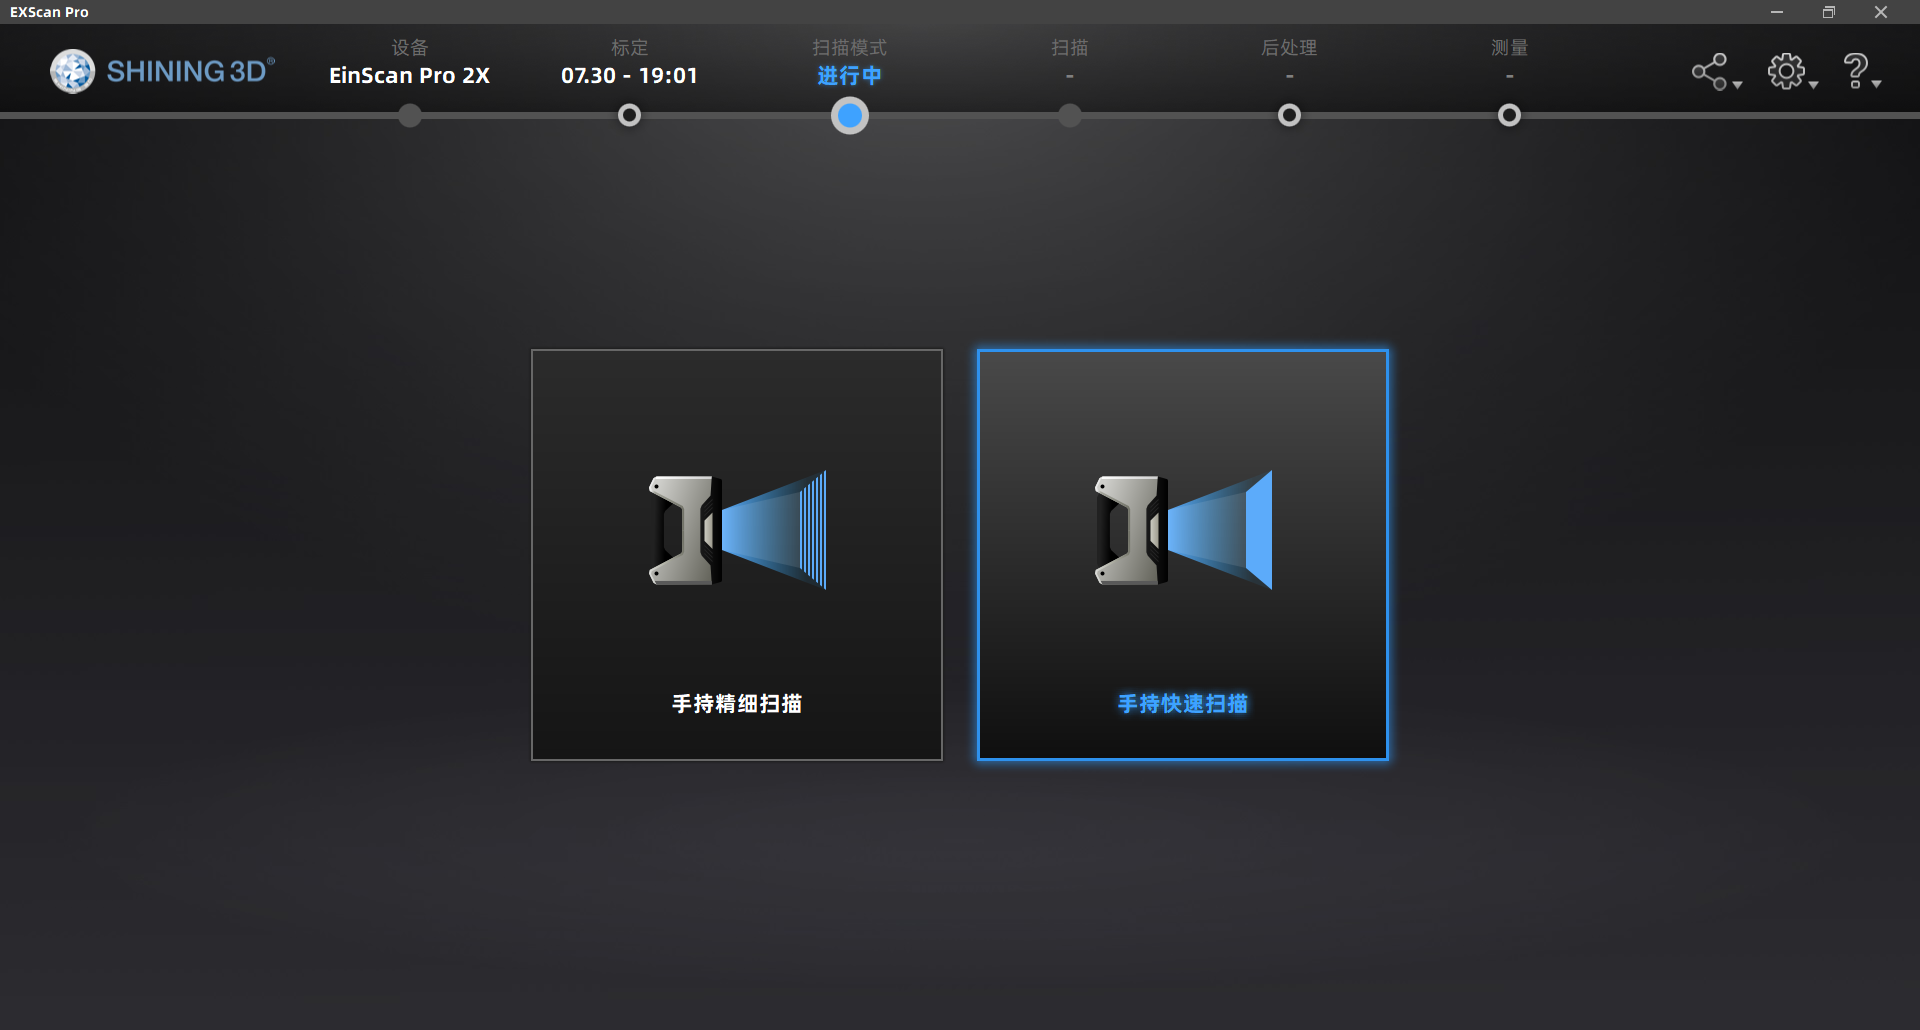 EXScan Pro
SHINING 3D®
设备
EinScan Pro 2X
标定
07.30 - 19:01
扫描模式
进行中
扫描
-
后处理
-
测量
-
?
手持精细扫描
手持快速扫描